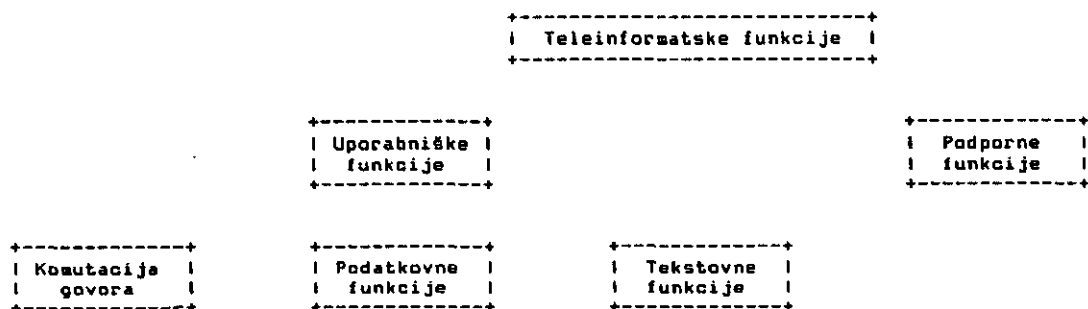 Teleinformatske funkcije
Uporabniške
funkcije
Podporne
funkcije
Komutacija
govora
Podatkovne
funkcije
Tekstovne
funkcije